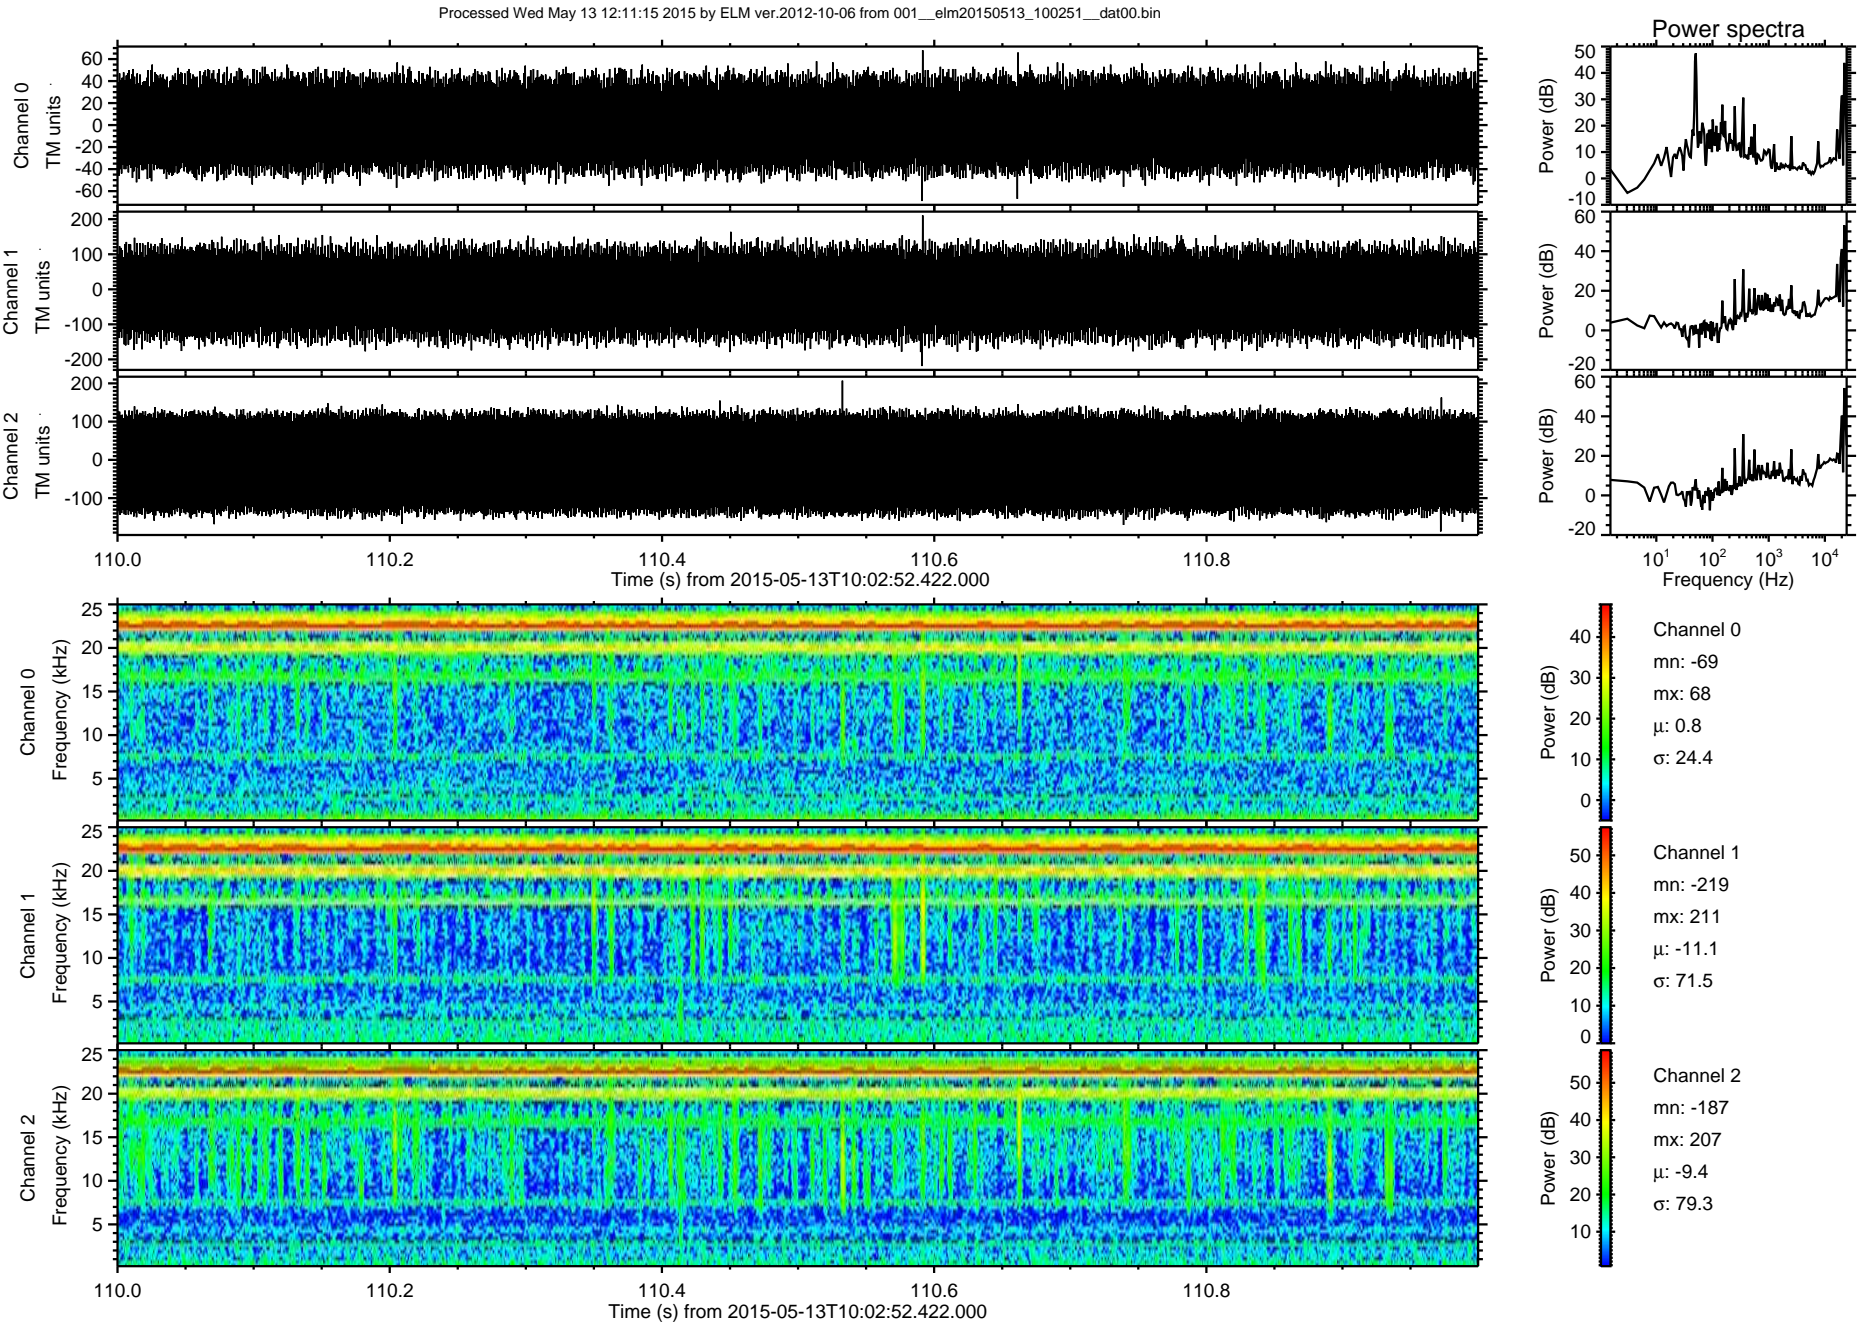 Processed Wed May 13 12:11:15 2015 by ELM ver.2012-10-06 from 001__elm20150513_100251__dat00.bin
Power spectra
Channel 0
TM units
60
40
20
0
-20
-40
-60
Power (dB)
50
40
30
20
10
0
-10
Channel 1
TM units
200
100
0
-100
-200
Power (dB)
60
40
20
0
-20
Channel 2
TM units
200
100
0
-100
Power (dB)
60
40
20
0
-20
110.0 110.2 110.4 110.6 110.8
Time (s) from 2015-05-13T10:02:52.422.000
10¹ 10² 10³ 10⁴
Frequency (Hz)
Channel 0
Frequency (kHz)
25
20
15
10
5
Power (dB)
40
30
20
10
0
Channel 0
mn: -69
mx: 68
μ: 0.8
σ: 24.4
Channel 1
Frequency (kHz)
25
20
15
10
5
Power (dB)
50
40
30
20
10
0
Channel 1
mn: -219
mx: 211
μ: -11.1
σ: 71.5
Channel 2
Frequency (kHz)
25
20
15
10
5
Power (dB)
50
40
30
20
10
Channel 2
mn: -187
mx: 207
μ: -9.4
σ: 79.3
110.0 110.2 110.4 110.6 110.8
Time (s) from 2015-05-13T10:02:52.422.000